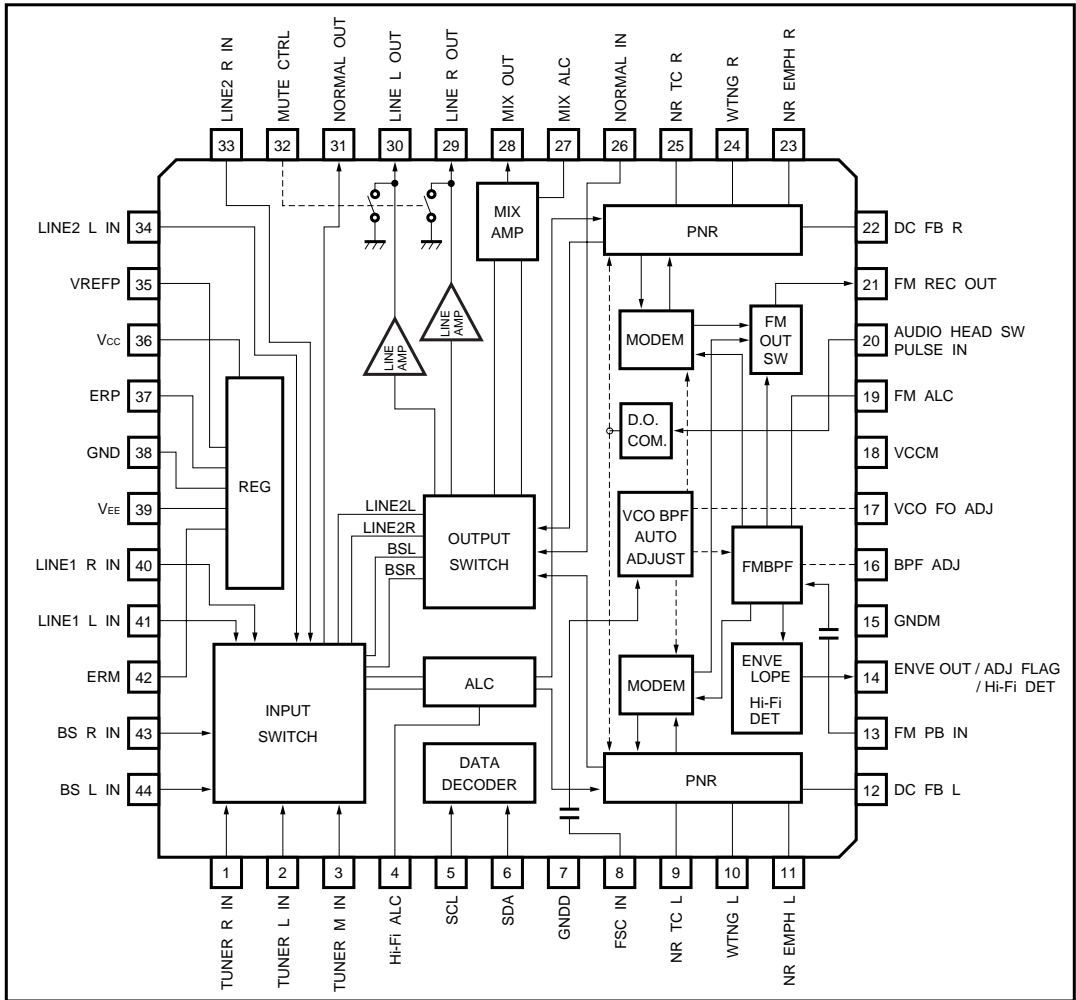 LINE2 R IN
MUTE CTRL
NORMAL OUT
LINE L OUT
LINE R OUT
MIX OUT
MIX ALC
NORMAL IN
NR TC R
WTNG R
NR EMPH R
33
32
31
30
29
28
27
26
25
24
23
LINE2 L IN
34
VREFP
35
Vcc
36
ERP
37
GND
38
VEE
39
LINE1 R IN
40
LINE1 L IN
41
ERM
42
BS R IN
43
BS L IN
44
22
DC FB R
21
FM REC OUT
20
AUDIO HEAD SW
PULSE IN
19
FM ALC
18
VCCM
17
VCO FO ADJ
16
BPF ADJ
15
GNDM
14
ENVE OUT / ADJ FLAG
/ Hi-Fi DET
13
FM PB IN
12
DC FB L
MIX
AMP
PNR
LINE
AMP
LINE
AMP
MODEM
FM
OUT
SW
D.O.
COM.
REG
LINE2L
LINE2R
BSL
BSR
OUTPUT
SWITCH
VCO BPF
AUTO
ADJUST
FMBPF
INPUT
SWITCH
ALC
MODEM
ENVE
LOPE
Hi-Fi
DET
DATA
DECODER
PNR
1
2
3
4
5
6
7
8
9
10
11
TUNER R IN
TUNER L IN
TUNER M IN
Hi-Fi ALC
SCL
SDA
GNDD
FSC IN
NR TC L
WTNG L
NR EMPH L